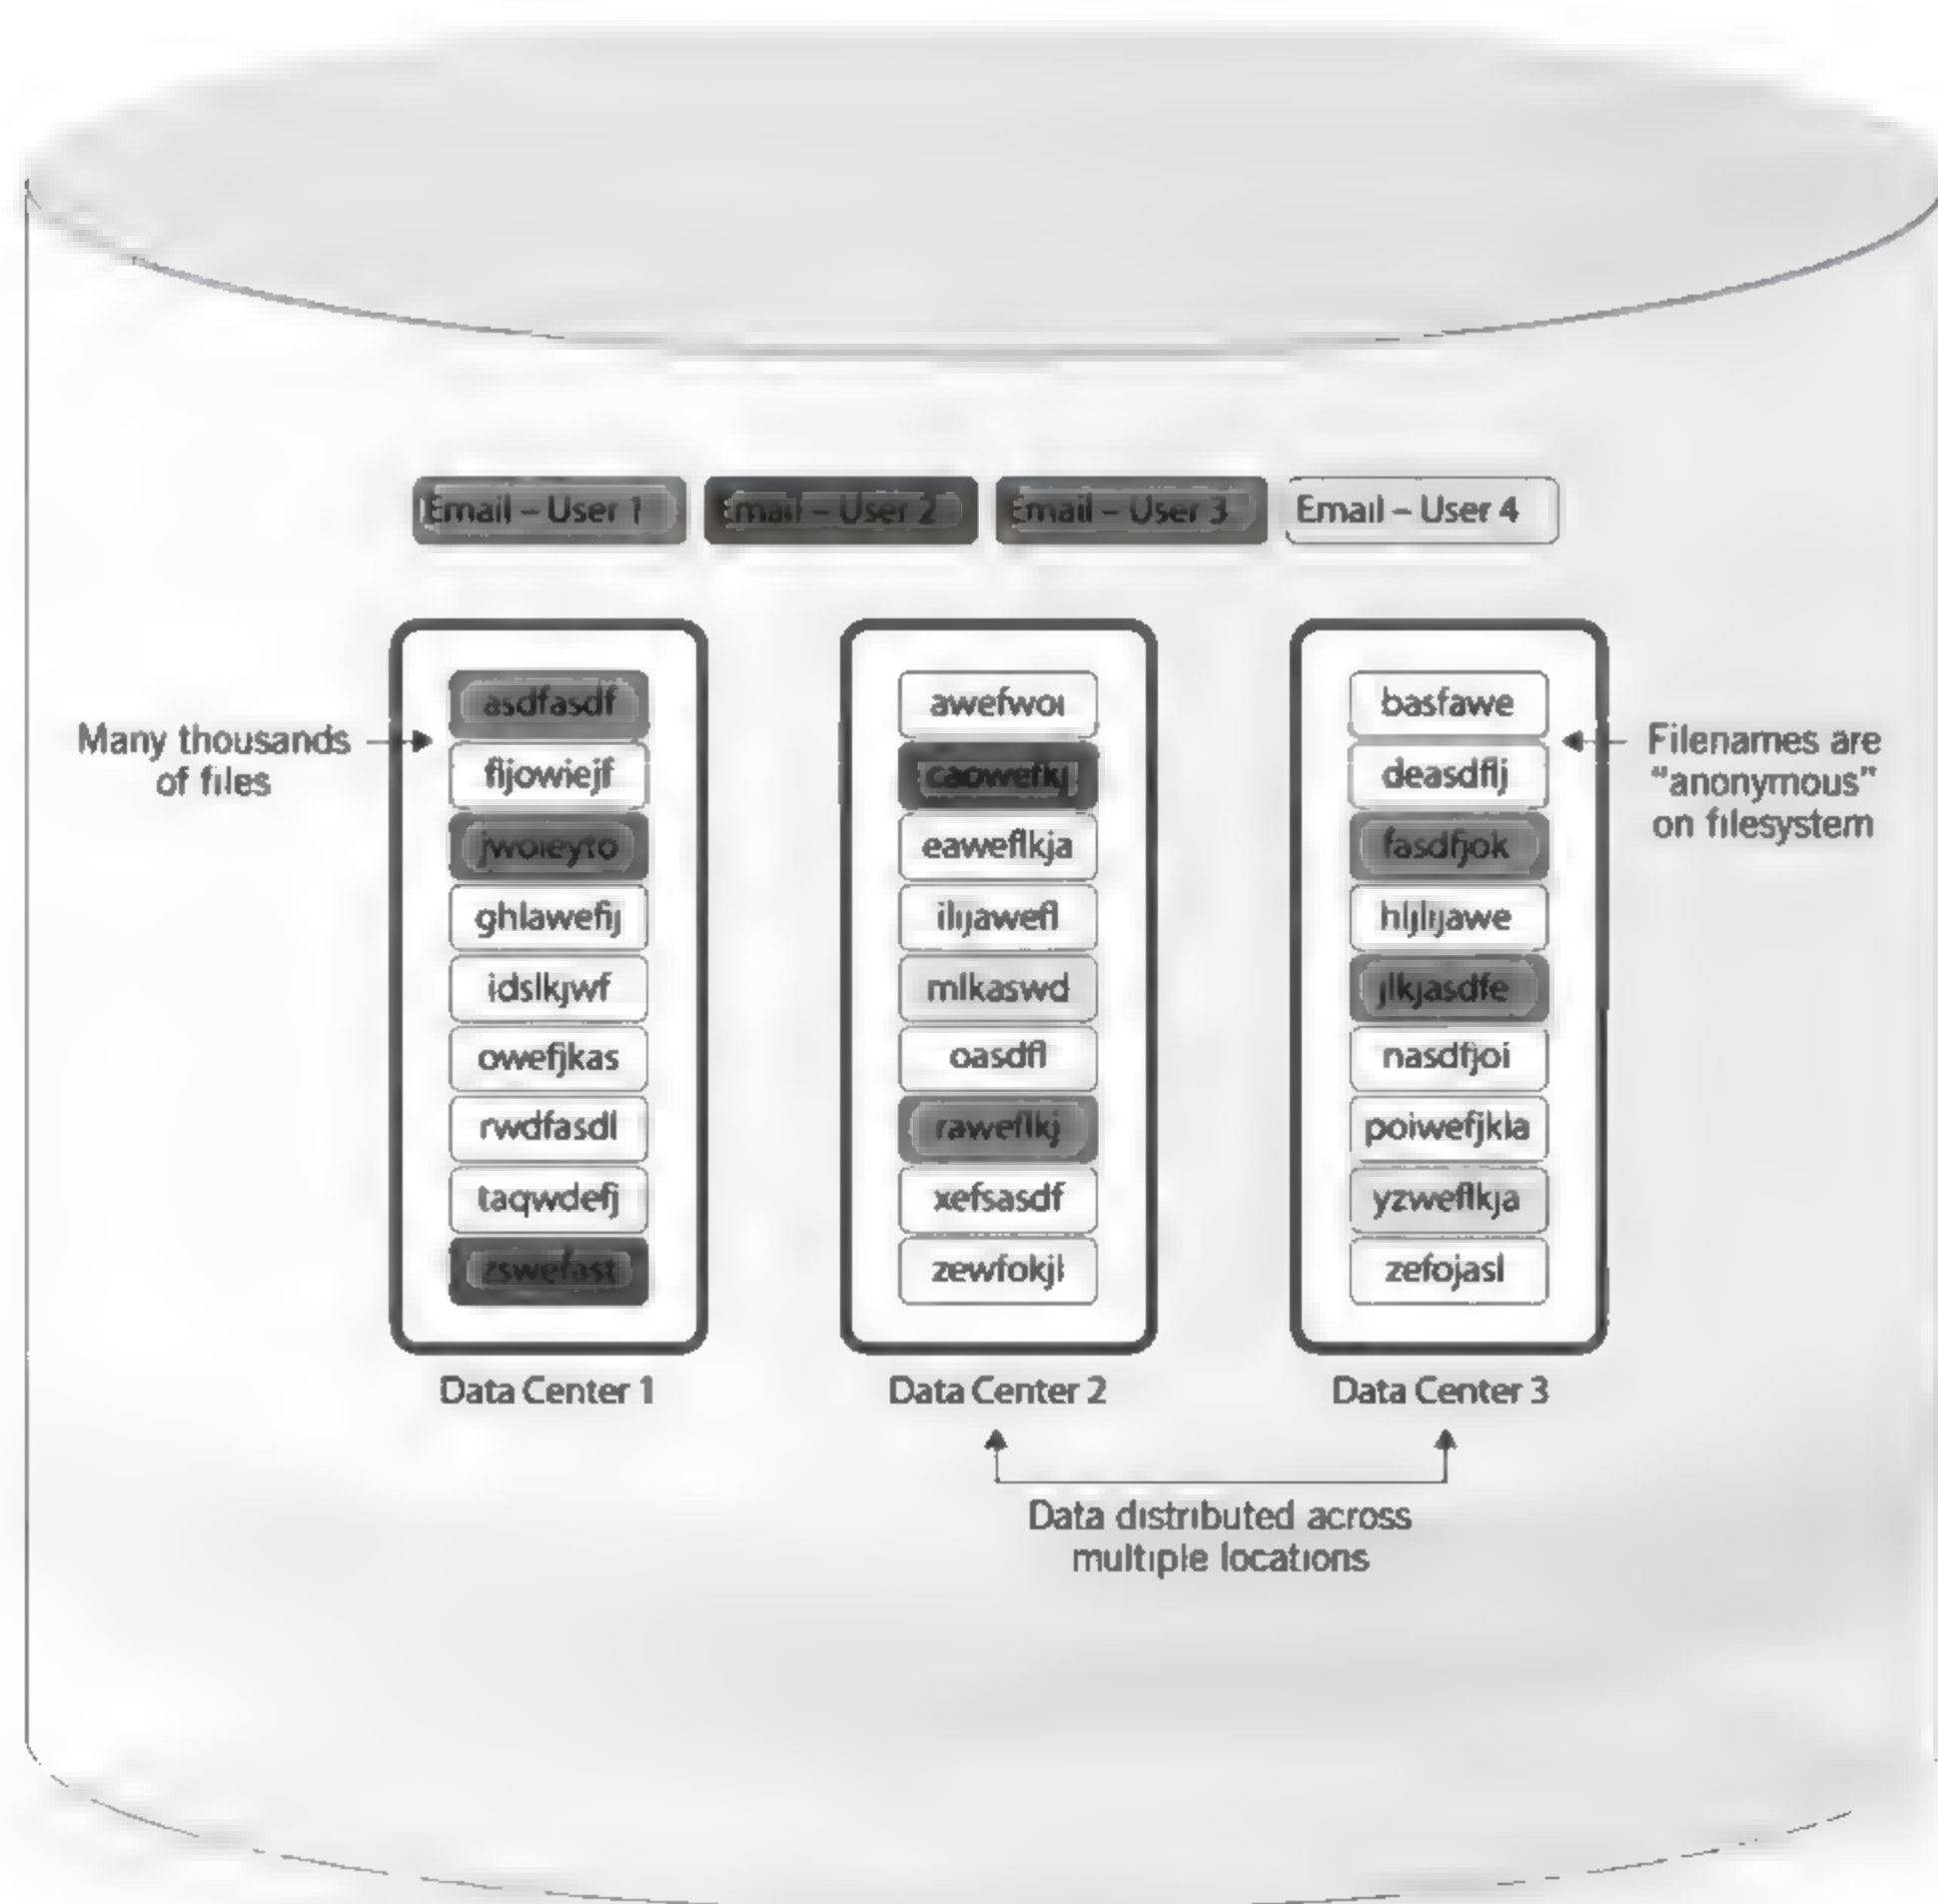 Email – User 1
Email – User 2
Email – User 3
Email – User 4
Many thousands
of files
asdfasdf
fijowiejf
jwoieyto
ghlawefij
idslkjwf
owefjkas
rwdfasdl
taqwdefj
zswefast
Data Center 1
awefwoi
caowefkj
eaweflkja
ilijawefl
mlkaswd
oasdfl
raweflkj
xefsasdf
zewfokjl
Data Center 2
basfawe
deasdflj
fasdfjok
hljlijawe
jlkjasdfe
nasdfjoi
poiwefjkla
yzweflkja
zefojasl
Data Center 3
Filenames are
"anonymous"
on filesystem
Data distributed across
multiple locations